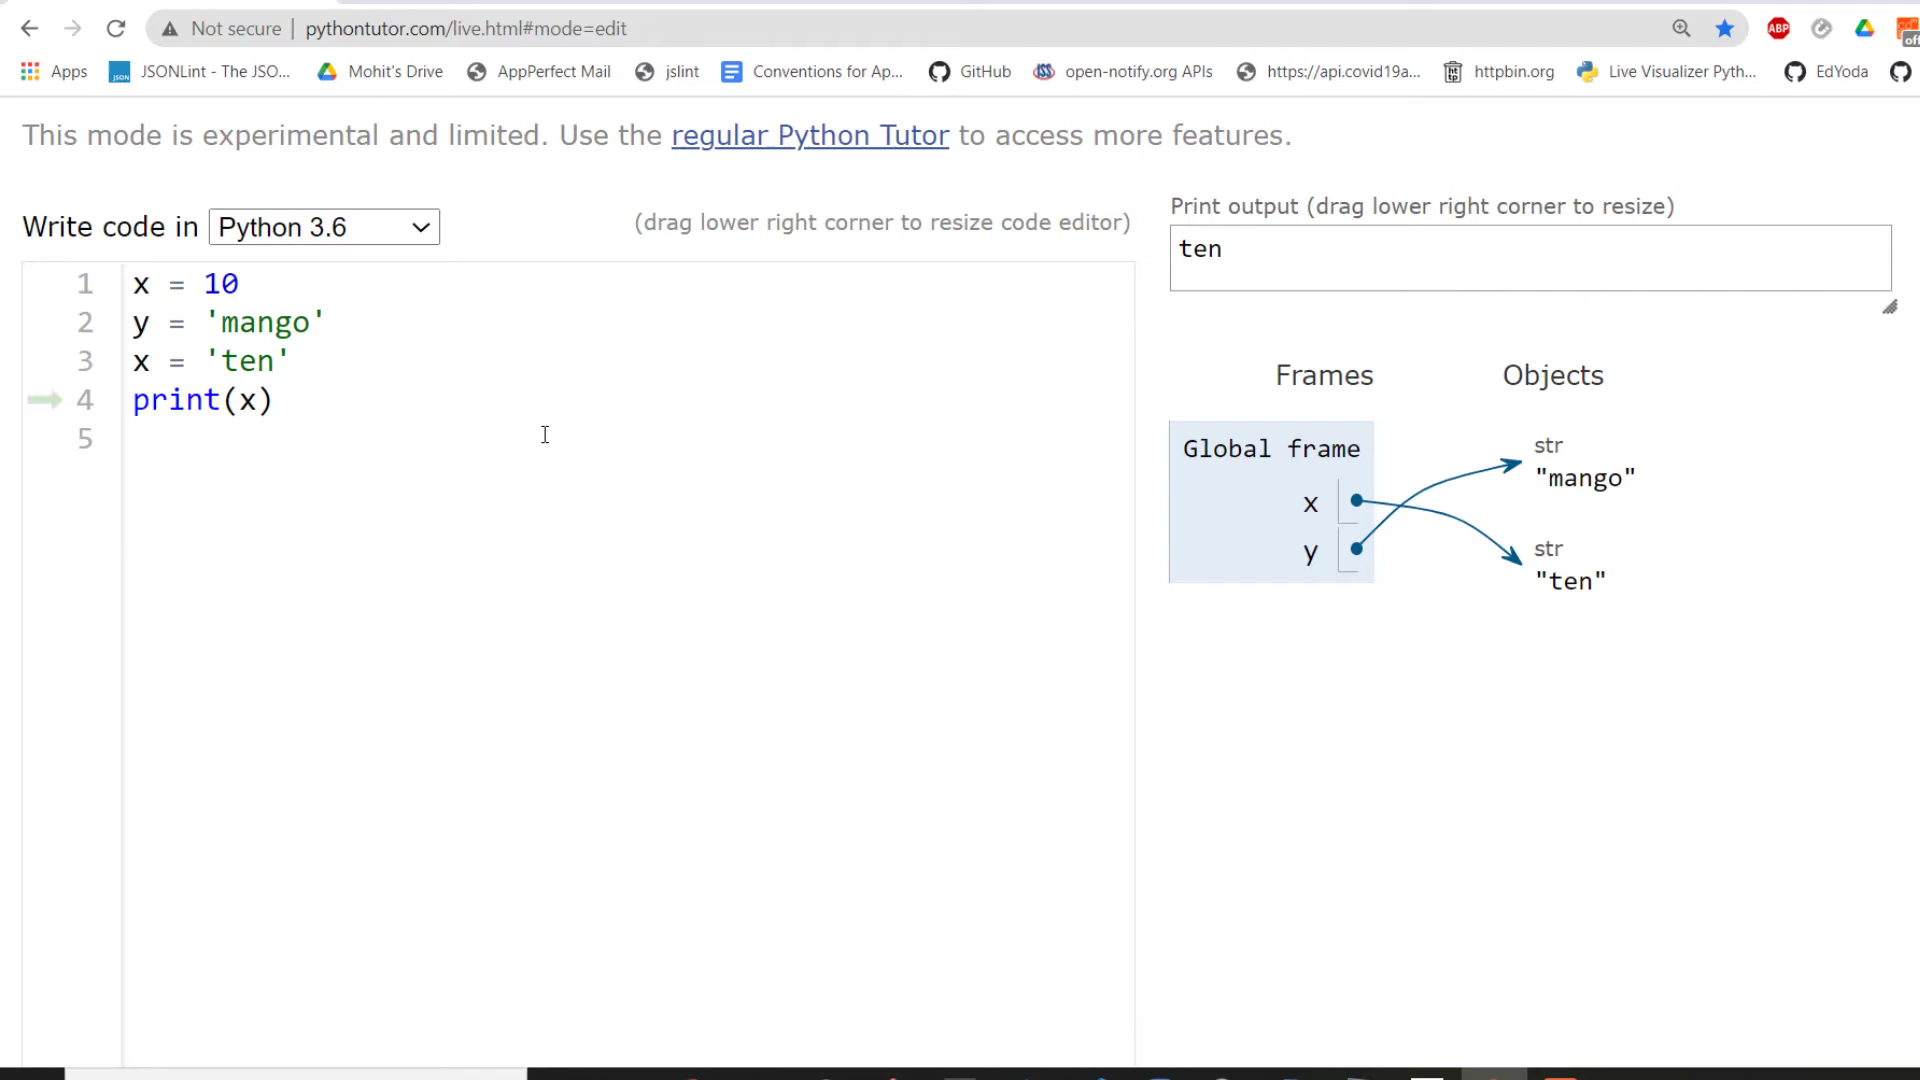 Not secure | pythontutor.com/live.html#mode=edit
ABP
off
Apps
JSON
JSONLint - The JSO...
Mohit's Drive
AppPerfect Mail
jslint
Conventions for Ap...
GitHub
open-notify.org APIs
https://api.covid19a...
httpbin.org
Live Visualizer Pyth...
EdYoda
This mode is experimental and limited. Use the regular Python Tutor to access more features.
Write code in Python 3.6
(drag lower right corner to resize code editor)
1 x = 10
2 y = 'mango'
3 x = 'ten'
4 print(x)
5
Print output (drag lower right corner to resize)
ten
Frames Objects
Global frame
x
y
str
"mango"
str
"ten"